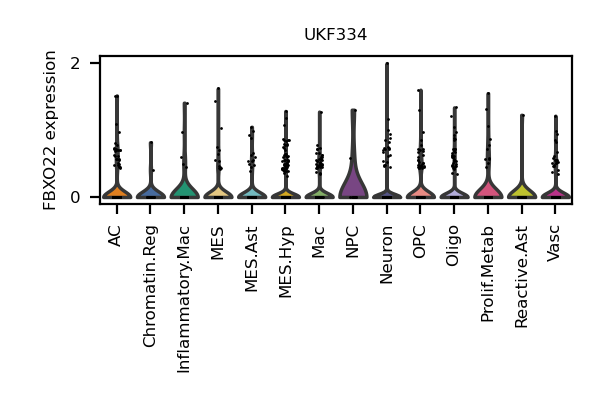 UKF334
FBXO22 expression
2
0
AC
Chromatin.Reg
Inflammatory.Mac
MES
MES.Ast
MES.Hyp
Mac
NPC
Neuron
OPC
Oligo
Prolif.Metab
Reactive.Ast
Vasc